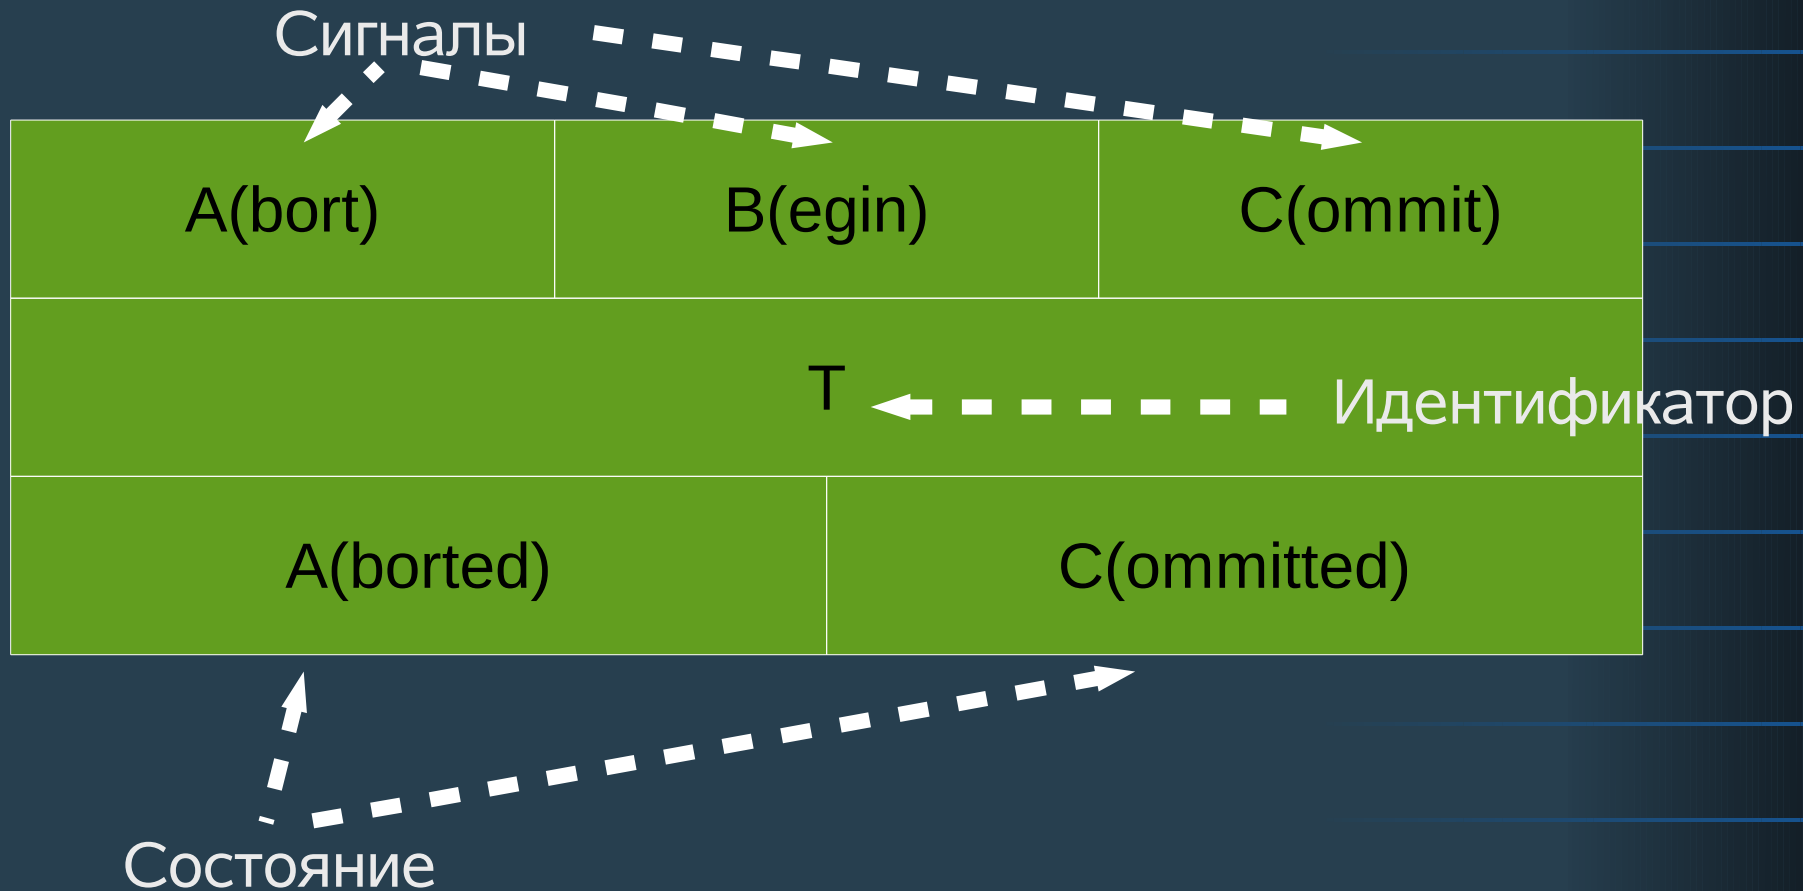 Сигналы
A(bort) B(egin) C(ommit)
T
Идентификатор
A(borted) C(ommitted)
Состояние